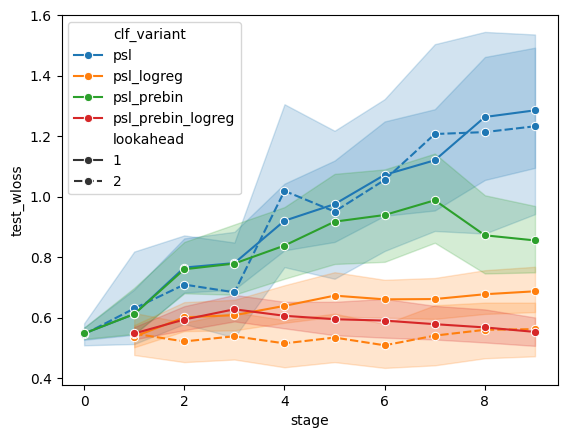 clf_variant
psl
psl_logreg
psl_prebin
psl_prebin_logreg
lookahead
1
2
1.6
1.4
1.2
1.0
0.8
0.6
0.4
test_wloss
0 2 4 6 8
stage